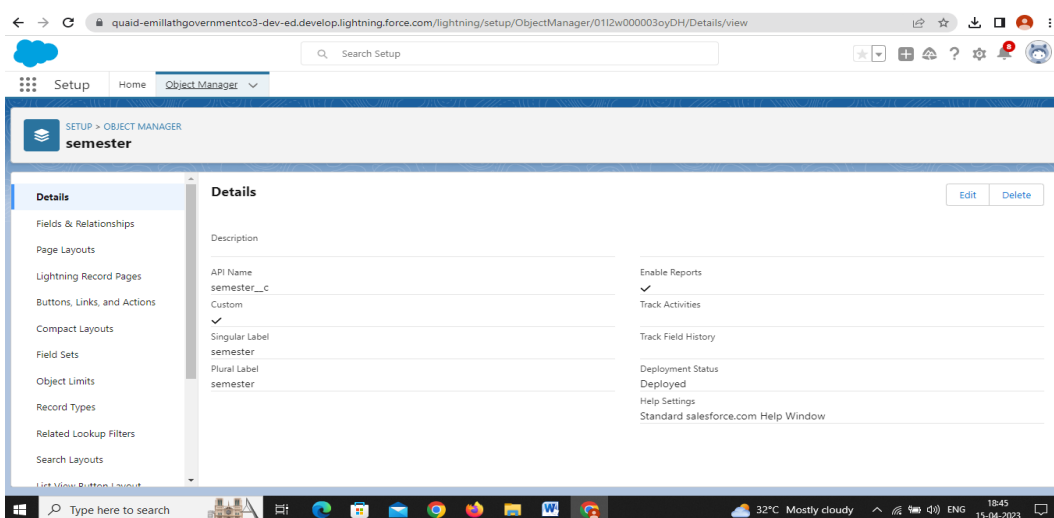 quaid-emillathgovernmentco3-dev-ed.develop.lightning.force.com/lightning/setup/ObjectManager/01I2w000003oyDH/Details/view
Search Setup
Setup Home Object Manager
SETUP > OBJECT MANAGER
semester
Details
Fields & Relationships
Page Layouts
Lightning Record Pages
Buttons, Links, and Actions
Compact Layouts
Field Sets
Object Limits
Record Types
Related Lookup Filters
Search Layouts
List View Button Layout
Details
Edit Delete
Description
API Name
semester__c
Custom
Singular Label
semester
Plural Label
semester
Enable Reports
Track Activities
Track Field History
Deployment Status
Deployed
Help Settings
Standard salesforce.com Help Window
Type here to search
32°C Mostly cloudy
ENG
18:45
15-04-2023